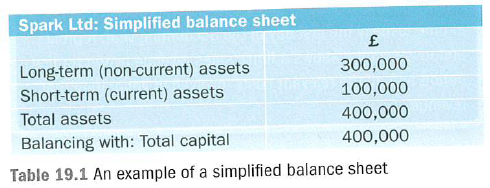 Spark Ltd: Simplified balance sheet
£
Long-term (non-current) assets 300,000
Short-term (current) assets 100,000
Total assets 400,000
Balancing with: Total capital 400,000
Table 19.1 An example of a simplified balance sheet